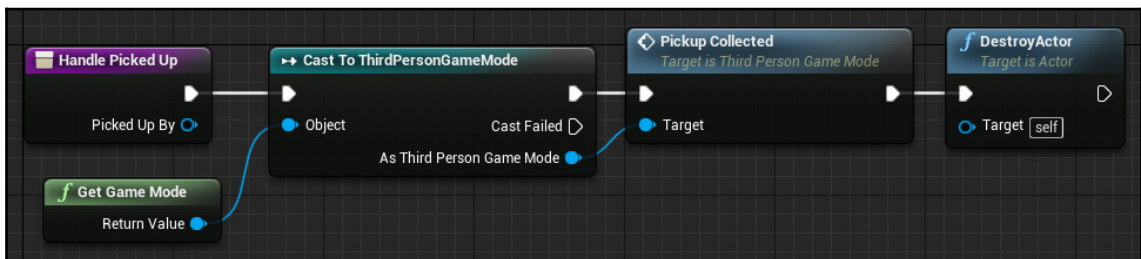 Handle Picked Up
Picked Up By
f Get Game Mode
Return Value
Cast To ThirdPersonGameMode
Object
Cast Failed
As Third Person Game Mode
Pickup Collected
Target is Third Person Game Mode
Target
f DestroyActor
Target is Actor
Target self